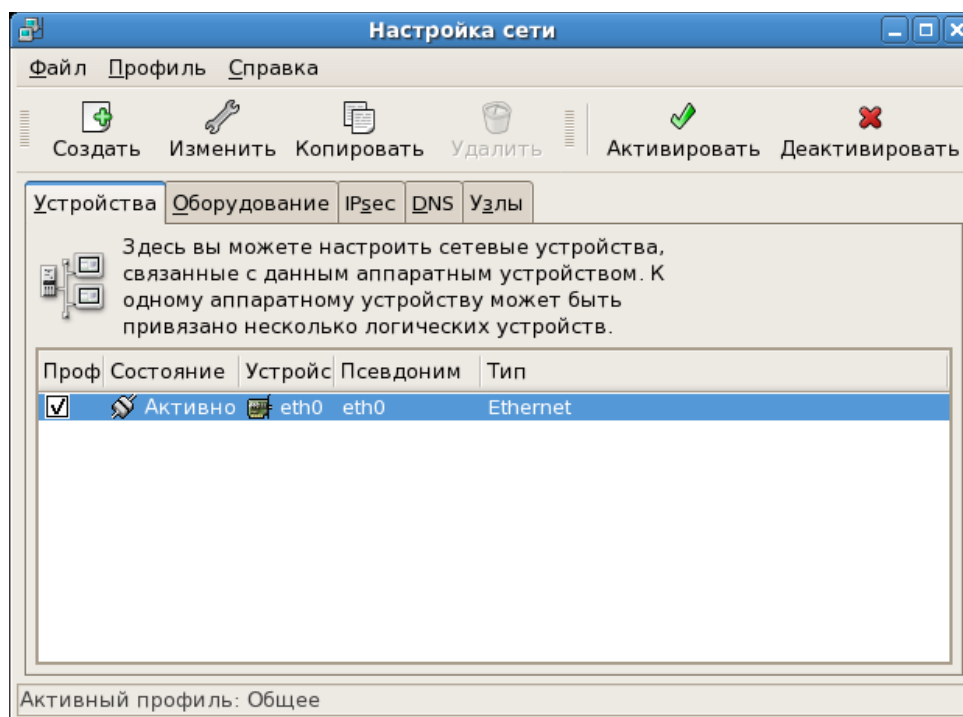 Настройка сети
Файл Профиль Справка
Создать Изменить Копировать Удалить Активировать Деактивировать
Устройства Оборудование IPsec DNS Узлы
Здесь вы можете настроить сетевые устройства,
связанные с данным аппаратным устройством. К
одному аппаратному устройству может быть
привязано несколько логических устройств.
Проф Состояние Устройс Псевдоним Тип
Активно eth0 eth0 Ethernet
Активный профиль: Общее